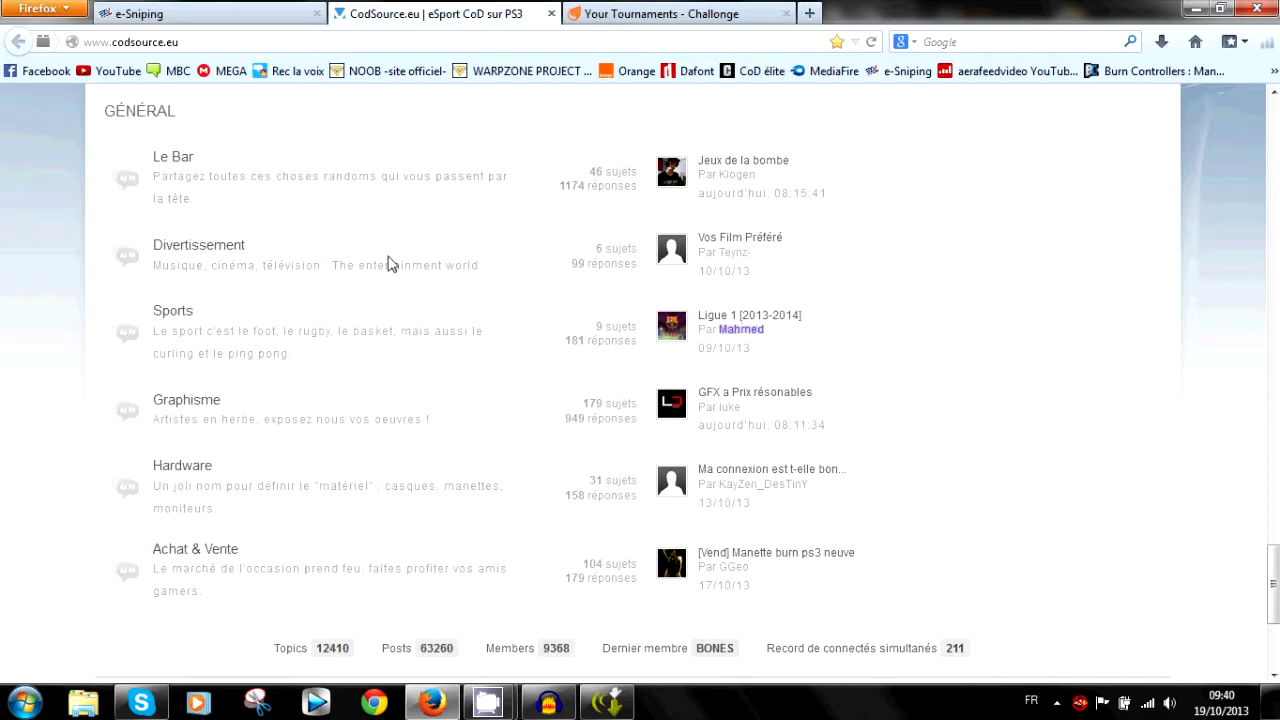 Firefox
e-Sniping
CodSource.eu | eSport CoD sur PS3
Your Tournaments - Challonge
www.codsource.eu
Google
Facebook
YouTube
MBC
MEGA
Rec la voix
NOOB -site officiel-
WARPZONE PROJECT ...
Orange
Dafont
CoD élite
MediaFire
e-Sniping
aerafeedvideo YouTub...
Burn Controllers : Man...
GÉNÉRAL
Le Bar
Partagez toutes ces choses randoms qui vous passent par
la tête.
46 sujets
1174 réponses
Jeux de la bombe
Par Kiogen
aujourd'hui, 08:15:41
Divertissement
Musique, cinéma, télévision : The entertainment world
6 sujets
99 réponses
Vos Film Préféré
Par Teynz-
10/10/13
Sports
Le sport c'est le foot, le rugby, le basket, mais aussi le
curling et le ping pong.
9 sujets
181 réponses
Ligue 1 [2013-2014]
Par Mahmed
09/10/13
Graphisme
Artistes en herbe, exposez nous vos oeuvres !
179 sujets
949 réponses
GFX a Prix résonables
Par luke
aujourd'hui, 08:11:34
Hardware
Un joli nom pour définir le "matériel" : casques, manettes,
moniteurs
31 sujets
158 réponses
Ma connexion est t-elle bon...
Par KayZen_DesTinY
13/10/13
Achat & Vente
Le marché de l'occasion prend feu, faites profiter vos amis
gamers.
104 sujets
179 réponses
[Vend] Manette burn ps3 neuve
Par GGeo
17/10/13
Topics 12410 Posts 63260 Members 9368 Dernier membre BONES Record de connectés simultanés 211
FR
09:40
19/10/2013